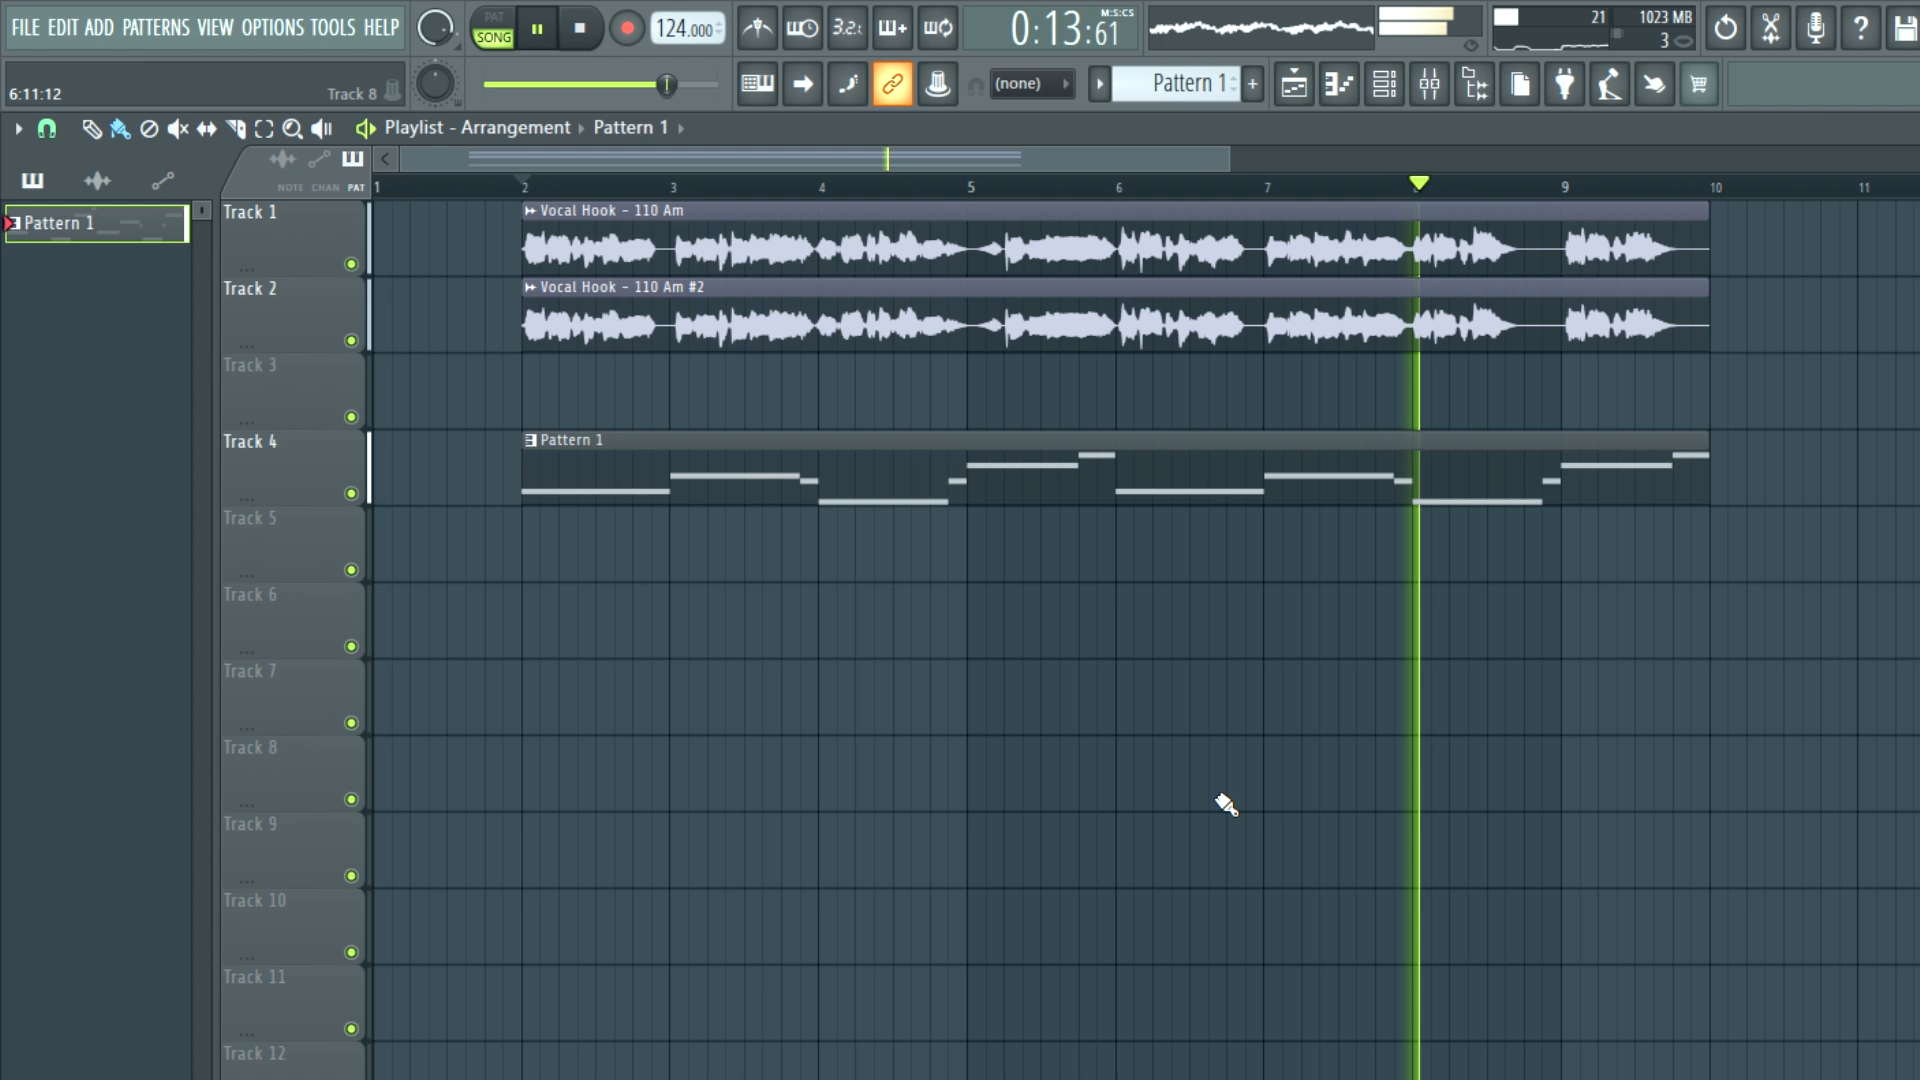 FILE EDIT ADD PATTERNS VIEW OPTIONS TOOLS HELP
PAT
SONG
124.000
3.2.
0:13:61
M:S:CS
21
1023 MB
3
6:11:12
Track 8
(none)
Pattern 1
+
Playlist - Arrangement
Pattern 1
NOTE CHAN PAT
1 2 3 4 5 6 7 9 10 11
Pattern 1
Track 1
Vocal Hook - 110 Am
Track 2
Vocal Hook - 110 Am #2
Track 3
Track 4
Pattern 1
Track 5
Track 6
Track 7
Track 8
Track 9
Track 10
Track 11
Track 12